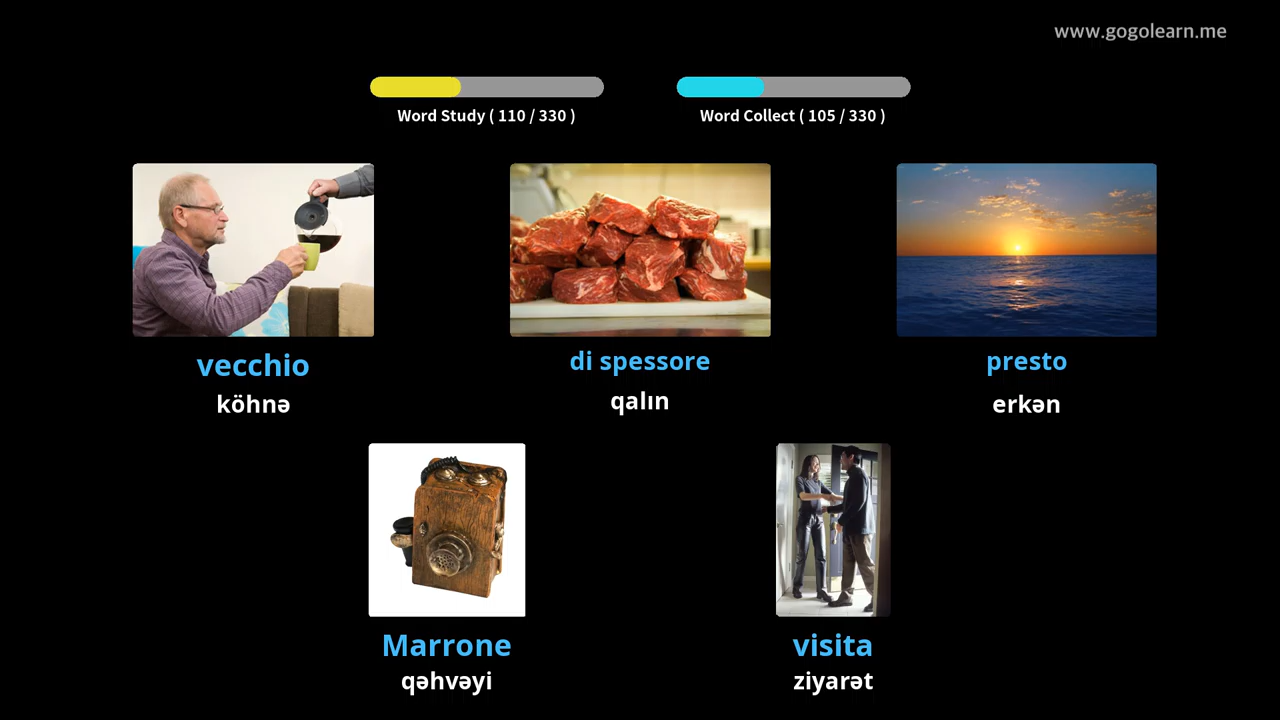 www.gogolearn.me
Word Study ( 110 / 330 )
Word Collect ( 105 / 330 )
vecchio
köhnə
di spessore
qalın
presto
erkən
Marrone
qəhvəyi
visita
ziyarət